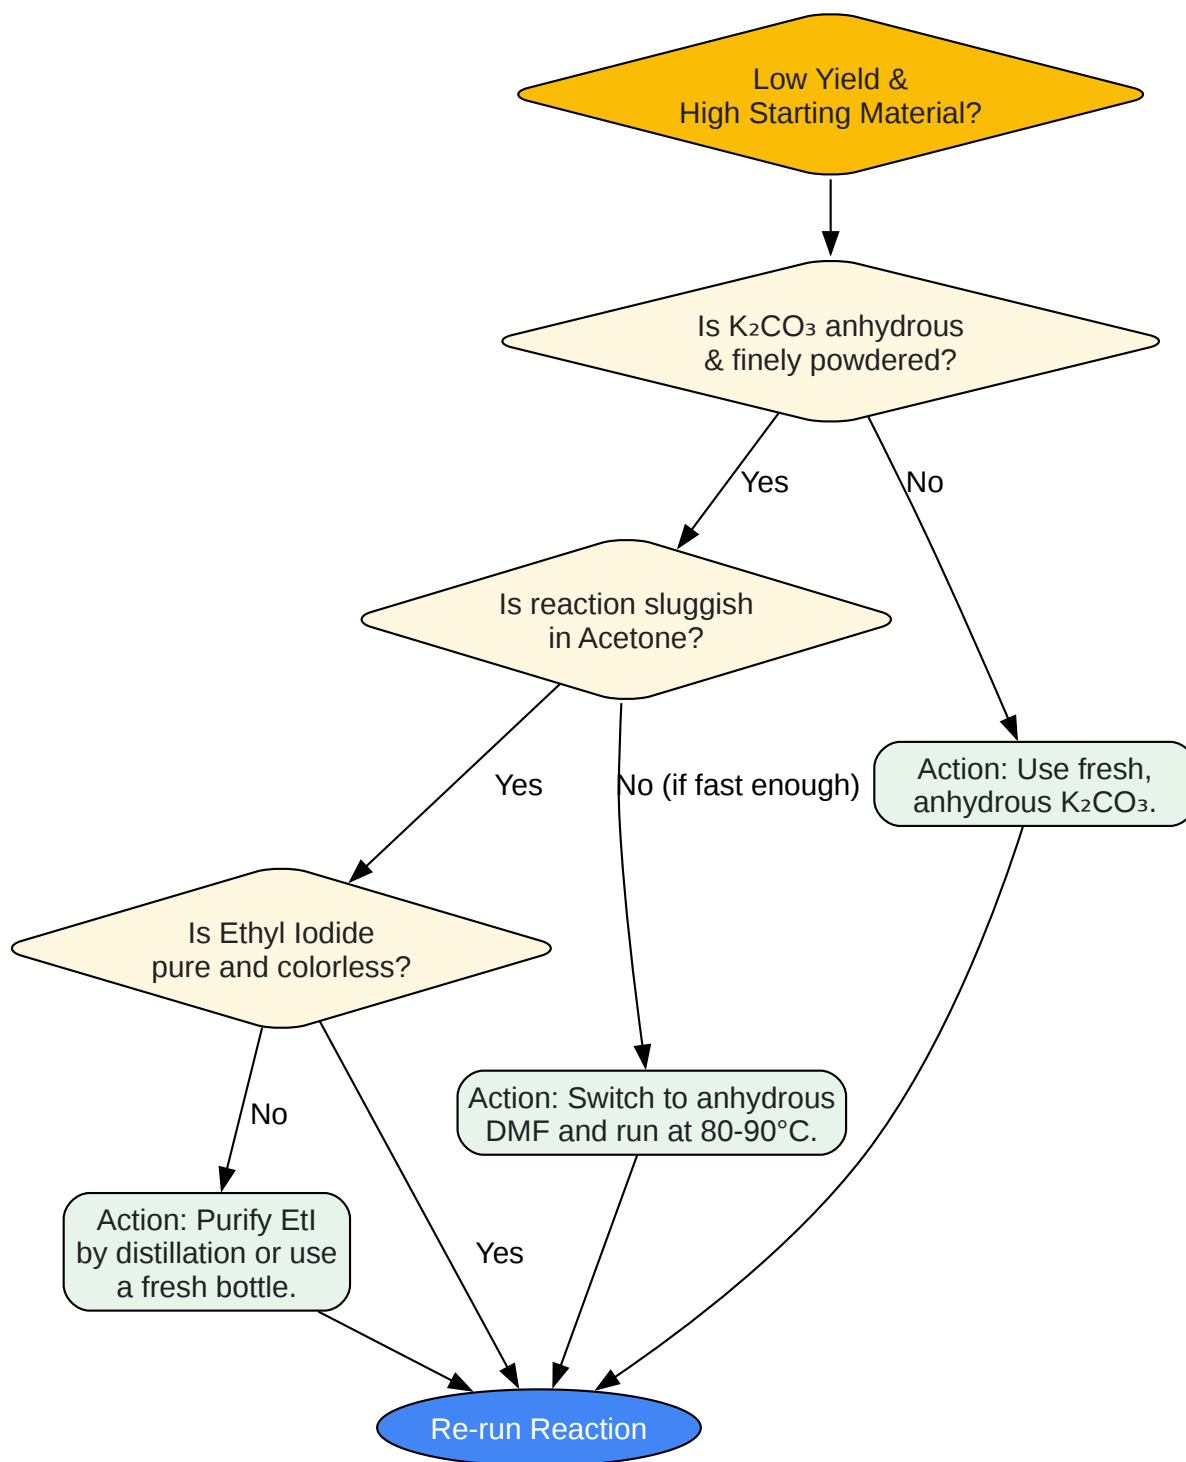 Low Yield &
High Starting Material?
Is K₂CO₃ anhydrous
& finely powdered?
Yes
No
Is reaction sluggish
in Acetone?
Yes
No (if fast enough)
Action: Use fresh,
anhydrous K₂CO₃.
Is Ethyl Iodide
pure and colorless?
No
Yes
Action: Switch to anhydrous
DMF and run at 80-90°C.
Action: Purify EtI
by distillation or use
a fresh bottle.
Re-run Reaction